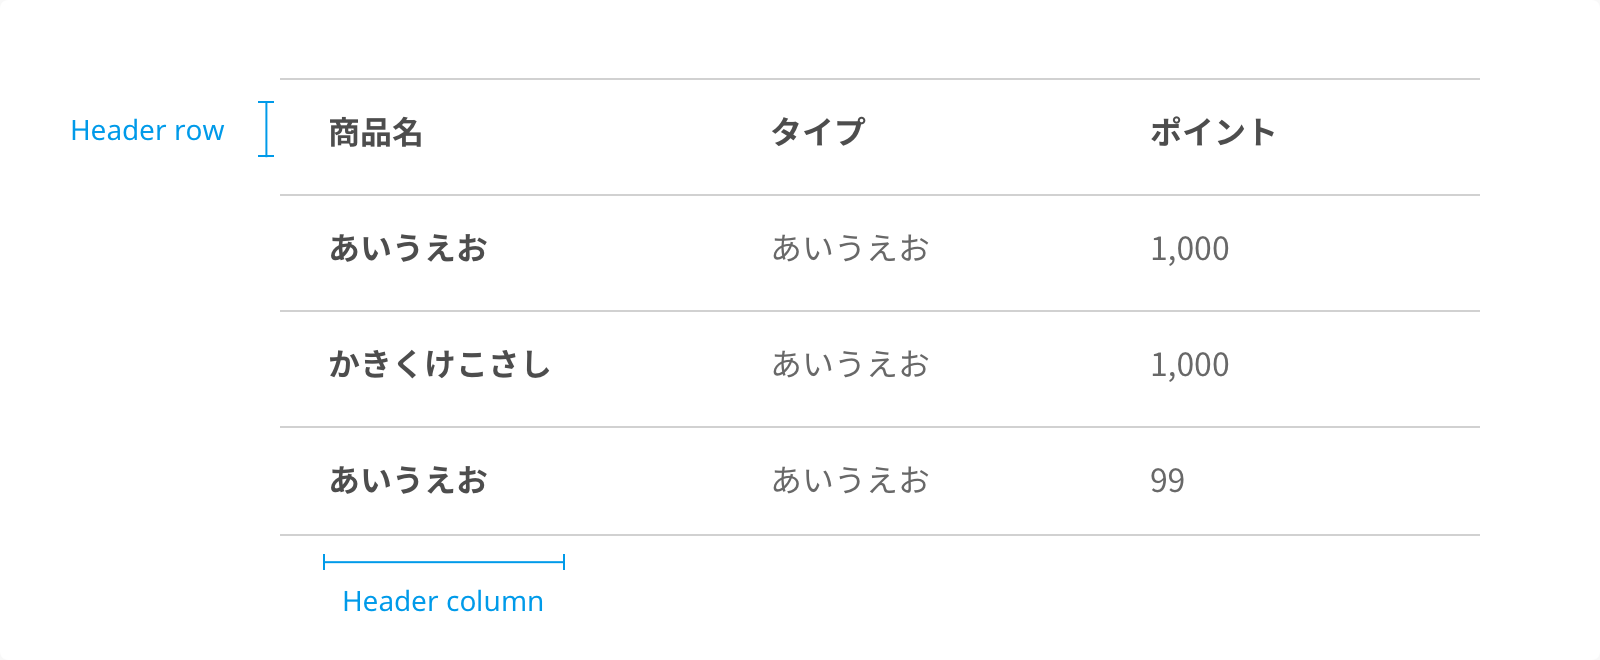 Header row
商品名 タイプ ポイント
あいうえお あいうえお 1,000
かきくけこさし あいうえお 1,000
あいうえお あいうえお 99
Header column